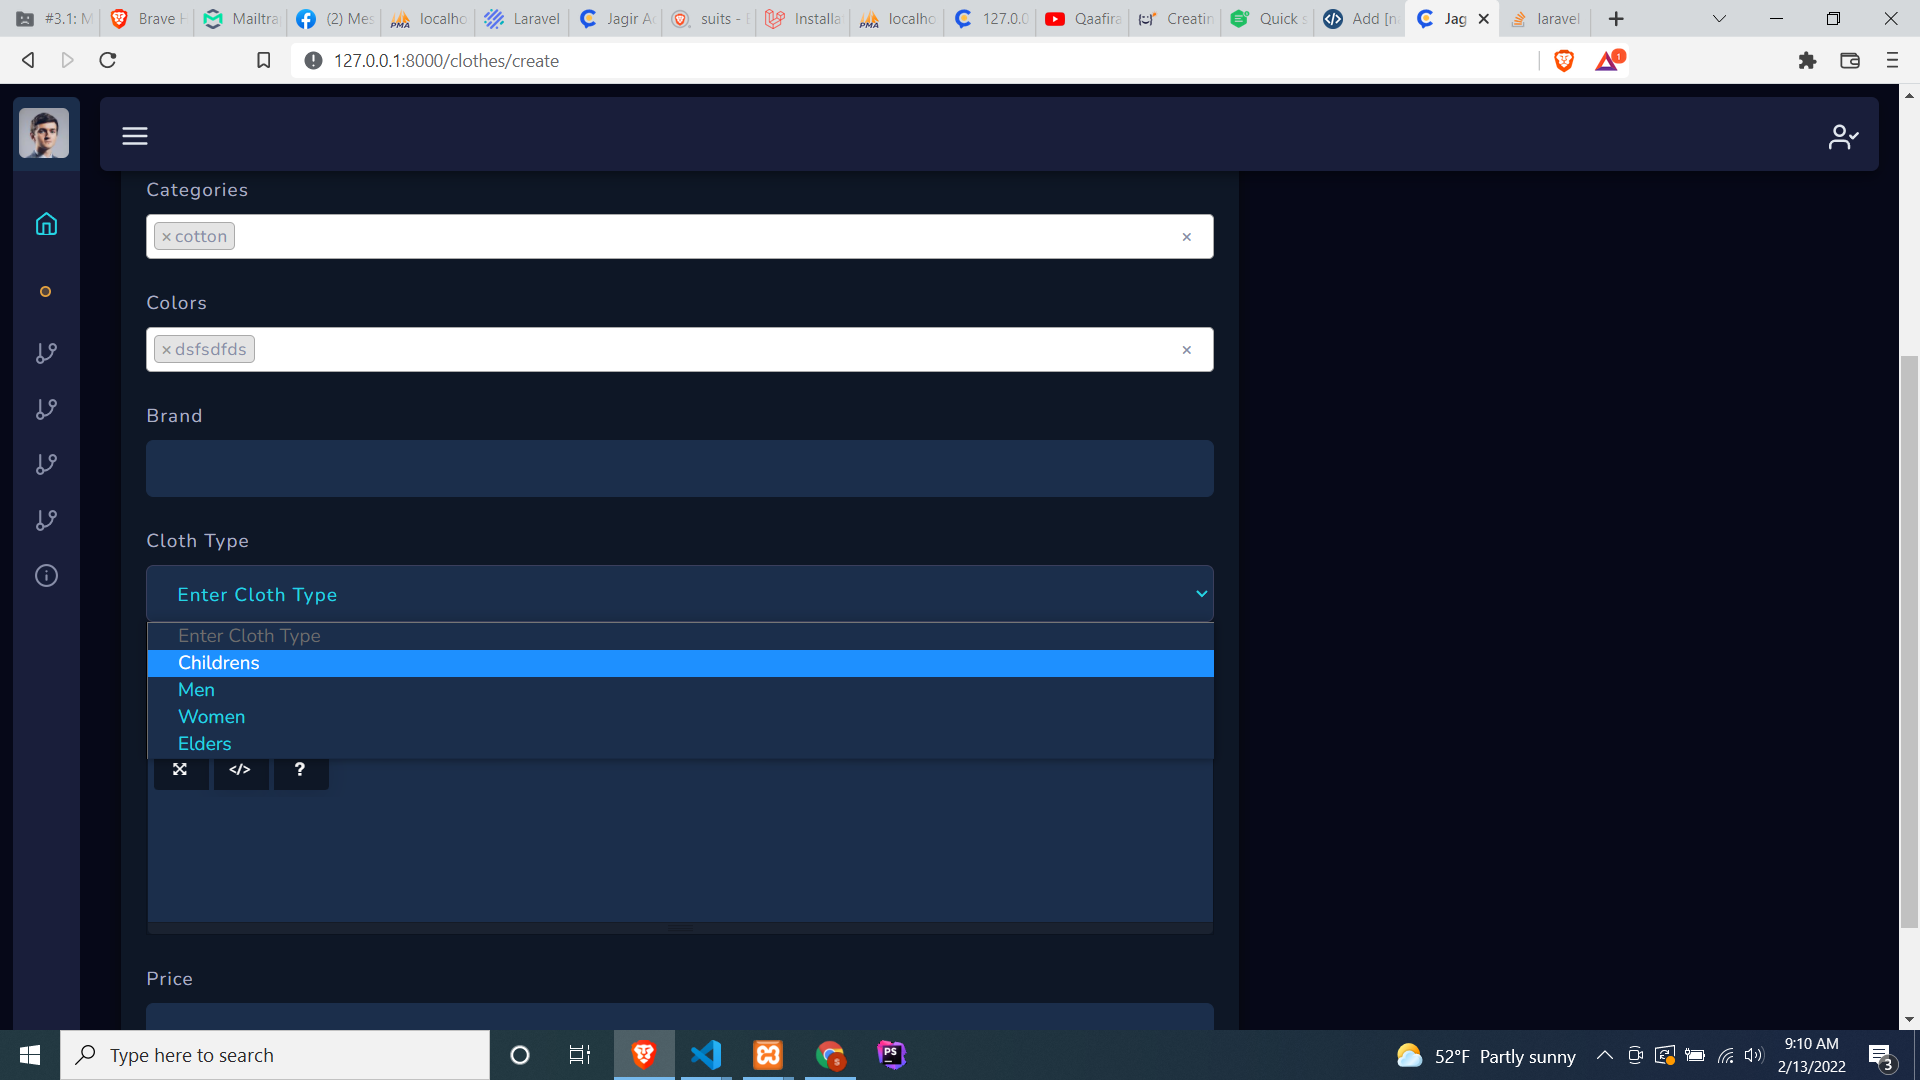 #3.1: M
Brave H
Mailtra
(2) Mes
localho
Laravel
Jagir Ac
suits - E
Installa
localho
127.0.0
Qaafira
Creatin
Quick s
Add [n
Jag
laravel
127.0.0.1:8000/clothes/create
1
Categories
×cotton ×
Colors
×dsfsdfds ×
Brand
Cloth Type
Enter Cloth Type
Enter Cloth Type
Childrens
Men
Women
Elders
</> ?
Price
Type here to search
PS
52°F Partly sunny
9:10 AM
2/13/2022
3